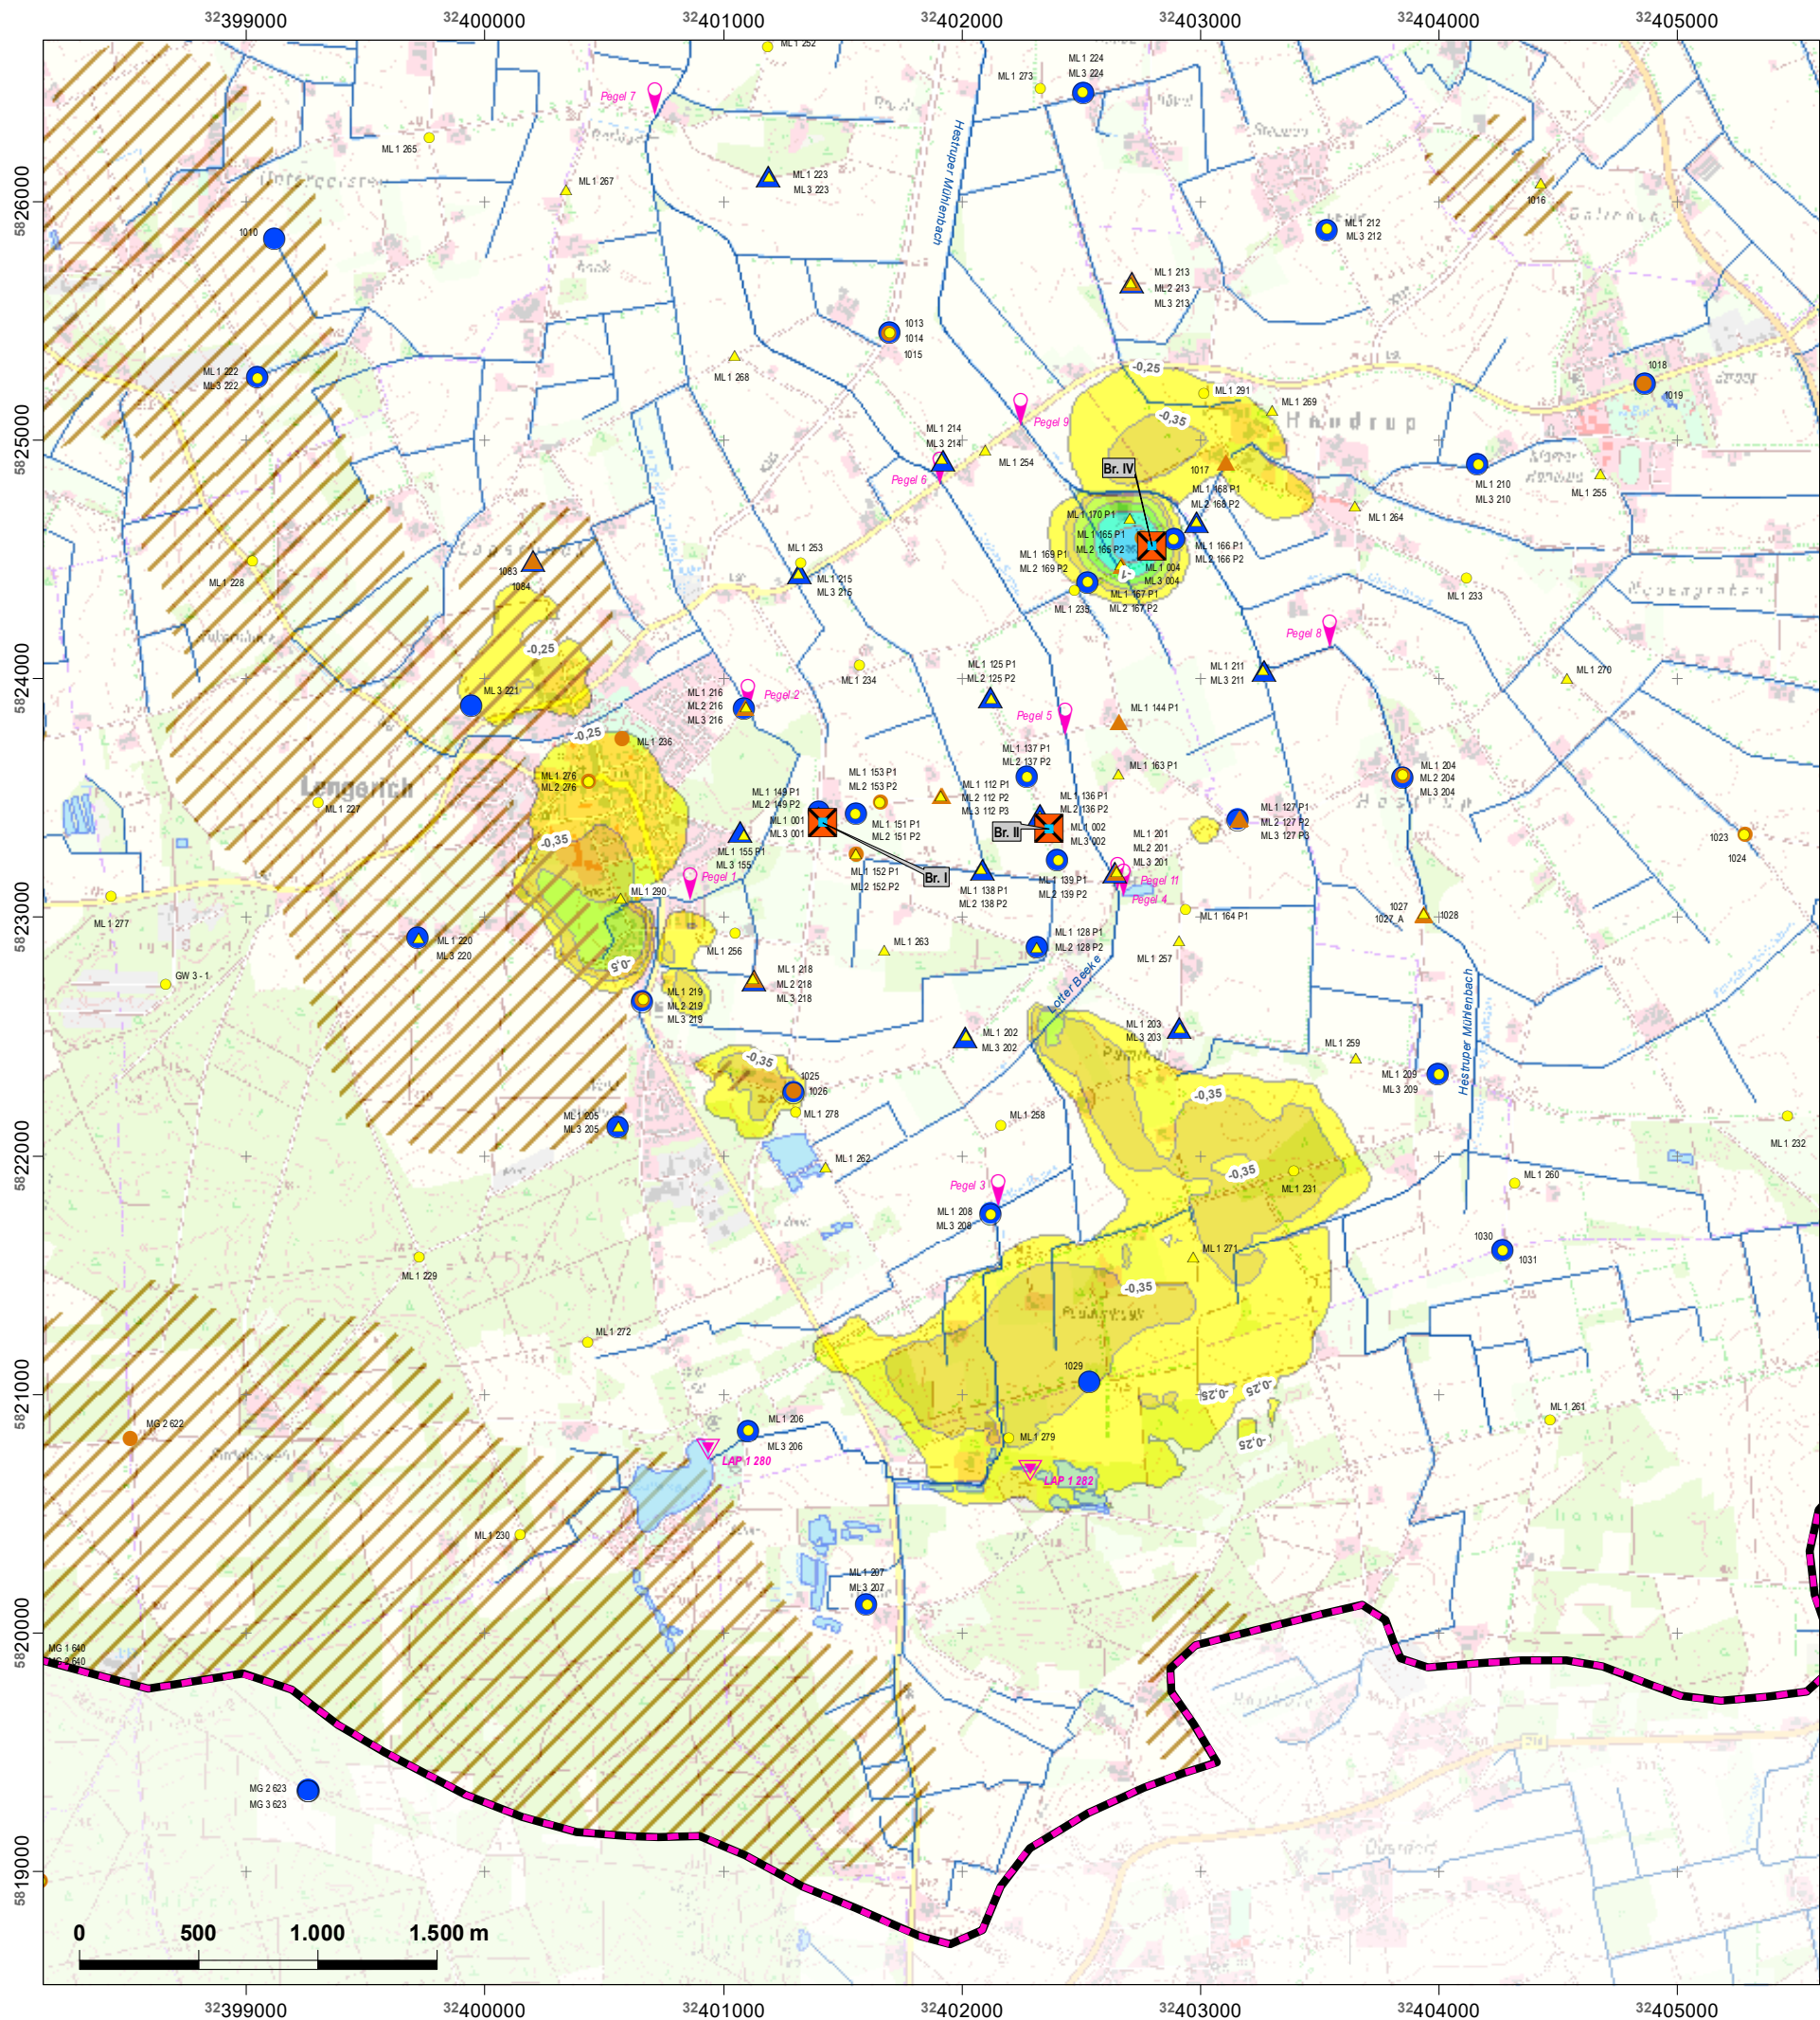 32399000
32400000
32401000
32402000
32403000
32404000
32405000
5826000
5825000
5824000
5823000
5822000
5821000
5820000
5819000
ML 1 252
ML 1 224
ML 3 224
ML 1 273
Pegel 7
ML 1 265
ML 1 267
ML 1 223
ML 3 223
Hestruper Mühlenbach
1016
1010
ML 1 212
ML 3 212
ML 1 213
ML 2 213
ML 3 213
1013
1014
1015
ML 1 268
ML 1 222
ML 3 222
-0,25
ML 1 291
ML 1 269
-0,35
Handrup
1018
1019
Pegel 9
ML 1 214
ML 3 214
ML 1 254
Pegel 6
Br. IV
1017
ML 1 168 P1
ML 2 168 P2
ML 1 210
ML 3 210
ML 1 255
ML 1 264
ML 1 170 P1
ML 1 165 P1
ML 2 165 P2
ML 1 166 P1
ML 2 166 P2
ML 1 169 P1
ML 2 169 P2
ML 1 004
ML 3 004
-1
ML 1 167 P1
ML 2 167 P2
ML 1 235
ML 1 233
ML 1 253
ML 1 215
ML 3 215
1083
1084
ML 1 228
-0,25
Pegel 8
ML 1 211
ML 3 211
ML 1 270
ML 1 234
ML 1 125 P1
ML 2 125 P2
ML 3 221
ML 1 216
ML 2 216
ML 3 216
Pegel 2
Pegel 5
ML 1 144 P1
-0,25
ML 1 236
ML 1 276
ML 2 276
Lengerich
ML 1 227
ML 1 137 P1
ML 2 137 P2
ML 1 163 P1
ML 1 204
ML 2 204
ML 3 204
ML 1 153 P1
ML 2 153 P2
ML 1 149 P1
ML 2 149 P2
ML 1 001
ML 3 001
ML 1 112 P1
ML 2 112 P2
ML 3 112 P3
ML 1 136 P1
ML 2 136 P2
Br. II
ML 1 002
ML 3 002
ML 1 127 P1
ML 2 127 P2
ML 3 127 P3
1023
1024
ML 1 151 P1
ML 2 151 P2
-0,35
ML 1 155 P1
ML 3 155
ML 1 201
ML 2 201
ML 3 201
Pegel 1
ML 1 152 P1
ML 2 152 P2
Br. I
ML 1 138 P1
ML 2 138 P2
ML 1 139 P1
ML 2 139 P2
Pegel 11
Pegel 4
ML 1 290
ML 1 277
ML 1 164 P1
1027
1027_A
1028
ML 1 220
ML 3 220
ML 1 256
ML 1 263
ML 1 128 P1
ML 2 128 P2
ML 1 257
-0,5
GW 3 - 1
ML 1 218
ML 2 218
ML 3 218
Lotter Beeke
ML 1 219
ML 2 219
ML 3 219
ML 1 202
ML 3 202
ML 1 203
ML 3 203
ML 1 259
Hestruper Mühlenbach
-0,35
1025
1026
ML 1 209
ML 3 209
ML 1 278
-0,35
ML 1 205
ML 3 205
ML 1 258
ML 1 232
ML 1 262
-0,35
ML 1 231
ML 1 260
Pegel 3
ML 1 208
ML 3 208
1030
1031
ML 1 229
ML 1 271
-0,35
ML 1 272
1029
-0,25
-0,25
ML 1 261
MG 2 622
ML 1 206
ML 3 206
ML 1 279
-0,25
LAP 1 280
LAP 1 282
ML 1 230
ML 1 207
ML 3 207
MG 1 640
MG 2 640
MG 2 623
MG 3 623
0
500
1.000
1.500 m
32399000
32400000
32401000
32402000
32403000
32404000
32405000